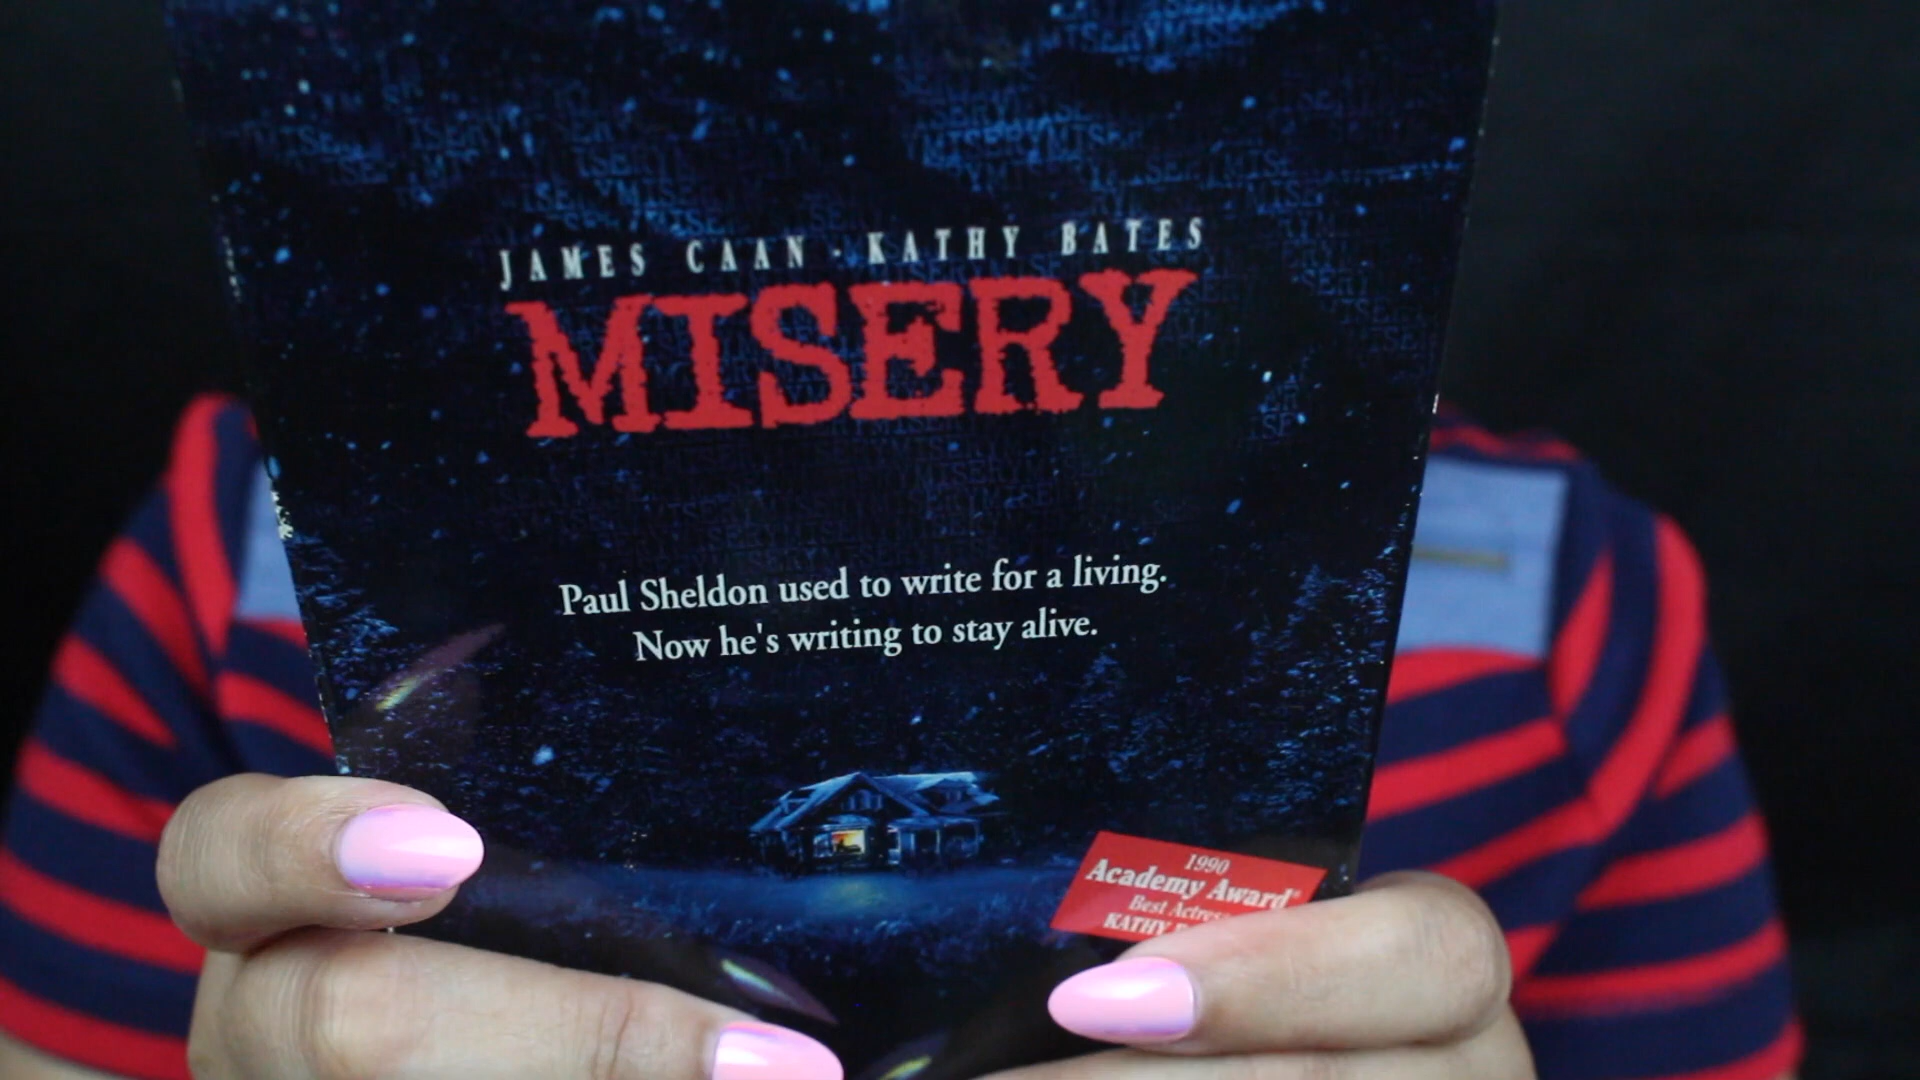 JAMES CAAN · KATHY BATES
MISERY
Paul Sheldon used to write for a living.
Now he's writing to stay alive.
1990
Academy Award®
Best
KATHY